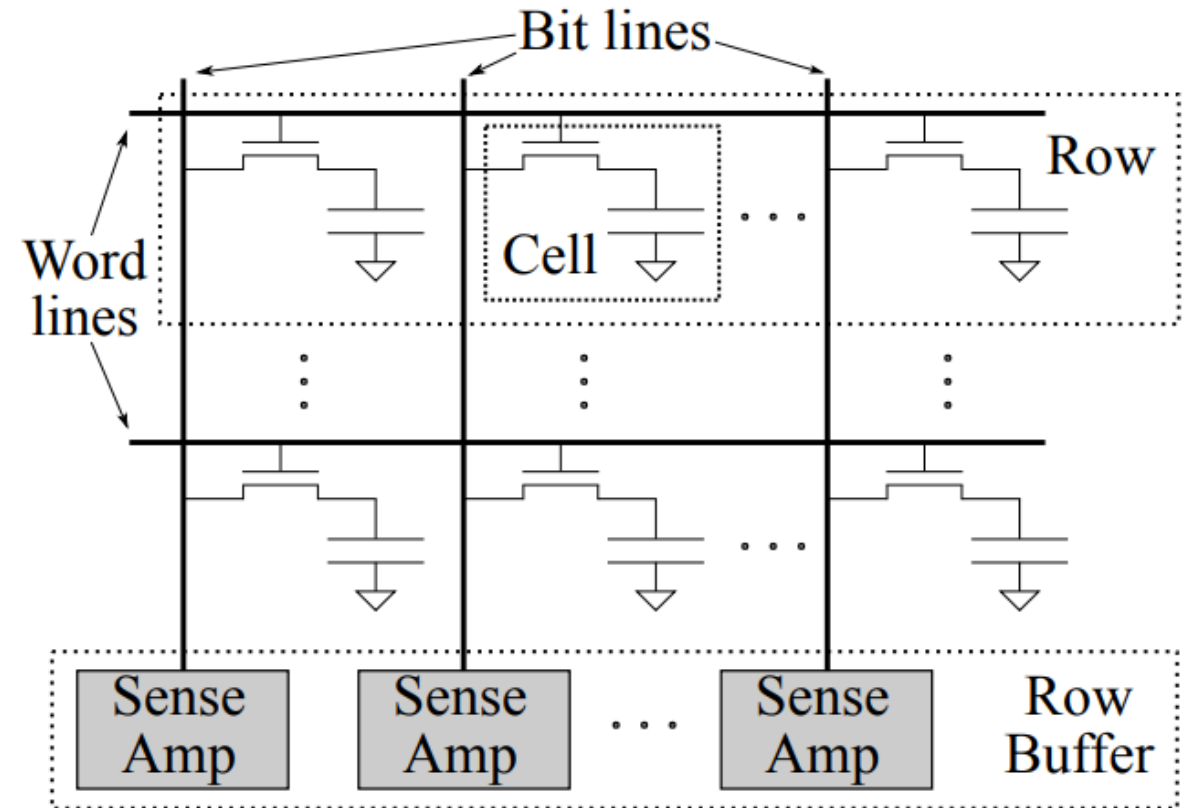 Bit lines
Row
Cell
Word
lines
Sense
Amp
Sense
Amp
Sense
Amp
Row
Buffer